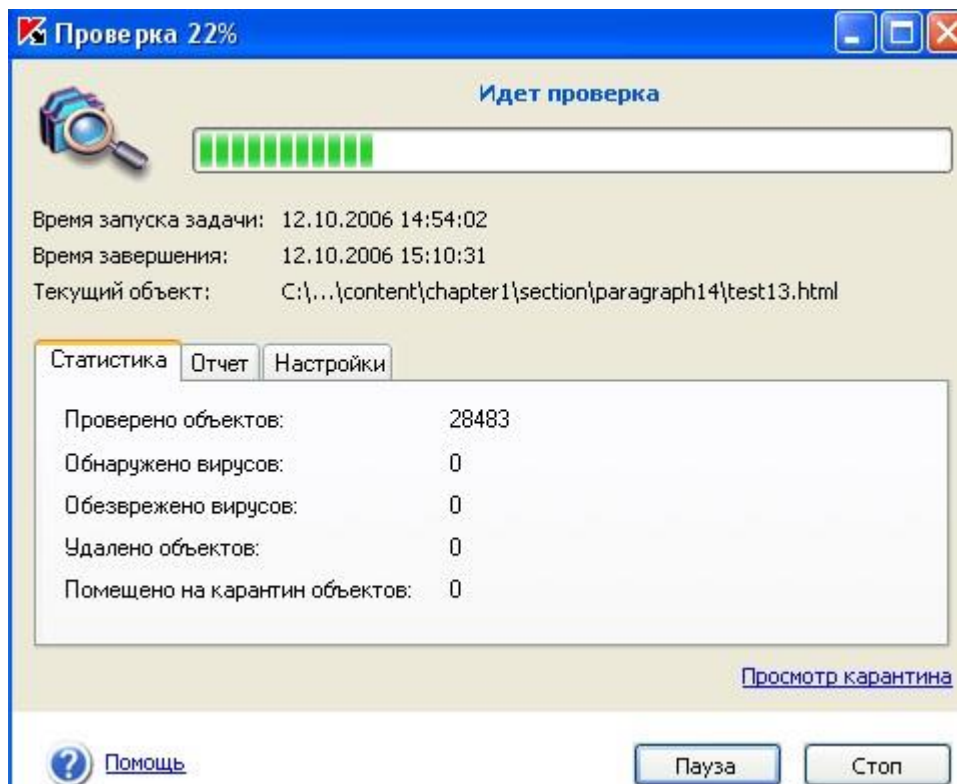 Проверка 22%
Идет проверка
Время запуска задачи: 12.10.2006 14:54:02
Время завершения: 12.10.2006 15:10:31
Текущий объект: C:\...\content\chapter1\section\paragraph14\test13.html
Статистика Отчет Настройки
Проверено объектов: 28483
Обнаружено вирусов: 0
Обезврежено вирусов: 0
Удалено объектов: 0
Помещено на карантин объектов: 0
Просмотр карантина
Помощь Пауза Стоп